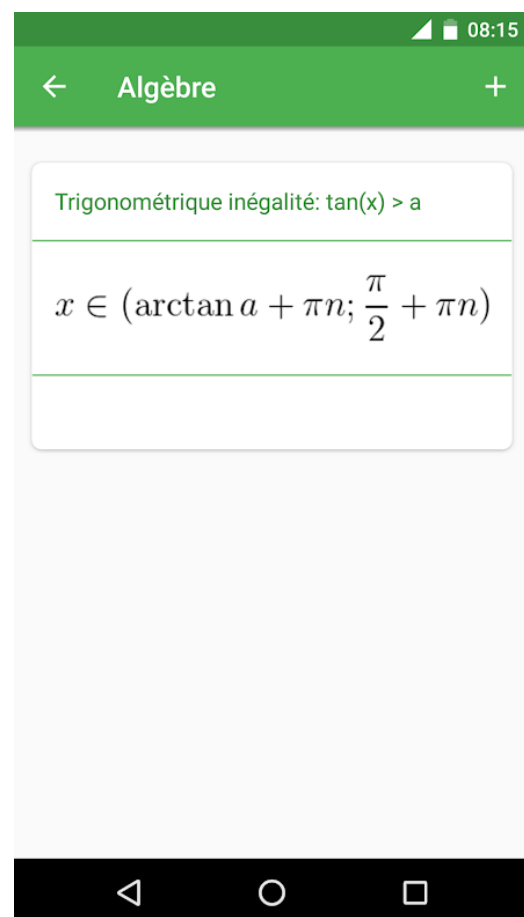 08:15
Algèbre
Trigonométrique inégalité: tan(x) > a
x ∈ (arctan a + πn; π/2 + πn)